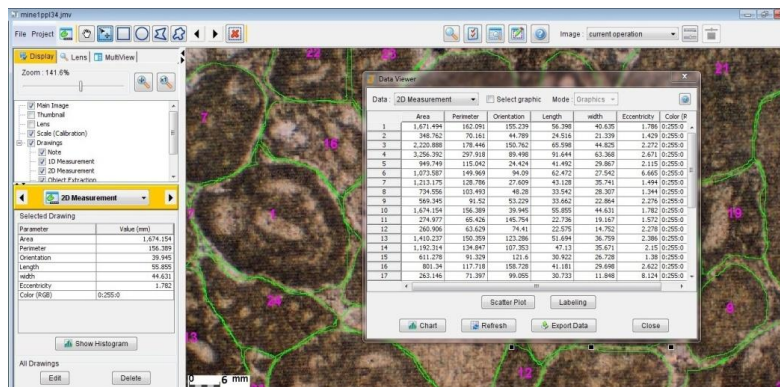 mine1ppl34.jmv
File Project Image : current operation
Display Lens MultiView
Zoom : 141.6%
Main Image
Thumbnail
Lens
Scale (Calibration)
Drawings
Note
1D Measurement
2D Measurement
Object Extraction
2D Measurement
Selected Drawing
Parameter Value (mm)
Area 1,674.154
Perimeter 156.389
Orientation 39.945
Length 55.855
width 44.631
Eccentricity 1.782
Color (RGB) 0:255:0
Show Histogram
All Drawings
Edit Delete
7
16
1
20
13
12
21
19
8
0 6 mm
Data Viewer
Data : 2D Measurement Select graphic Mode : Graphics
Area Perimeter Orientation Length width Eccentricity Color (R
1 1,671.494 162.091 155.239 56.398 40.635 1.786 0:255:0
2 348.762 70.161 44.789 24.516 21.339 1.429 0:255:0
3 2,220.888 178.446 150.762 65.598 44.825 2.272 0:255:0
4 3,256.392 297.918 89.498 91.644 63.368 2.671 0:255:0
5 949.749 115.042 24.424 41.492 29.867 2.115 0:255:0
6 1,073.587 149.969 94.09 62.472 27.542 6.665 0:255:0
7 1,213.175 128.786 27.609 43.128 35.741 1.494 0:255:0
8 734.556 103.493 48.28 33.542 28.307 1.344 0:255:0
9 569.345 91.52 53.229 33.662 22.864 2.276 0:255:0
10 1,674.154 156.389 39.945 55.855 44.631 1.782 0:255:0
11 274.977 65.426 145.754 22.736 19.167 1.572 0:255:0
12 260.906 63.629 74.41 22.575 14.752 2.278 0:255:0
13 1,410.237 150.359 123.286 51.694 36.759 2.386 0:255:0
14 1,192.314 134.847 107.353 47.13 35.671 2.15 0:255:0
15 611.278 91.329 121.6 30.922 26.728 1.38 0:255:0
16 801.34 117.718 158.728 41.181 29.698 2.622 0:255:0
17 263.146 71.397 99.055 30.733 11.848 8.124 0:255:0
Scatter Plot Labeling
Chart Refresh Export Data Close